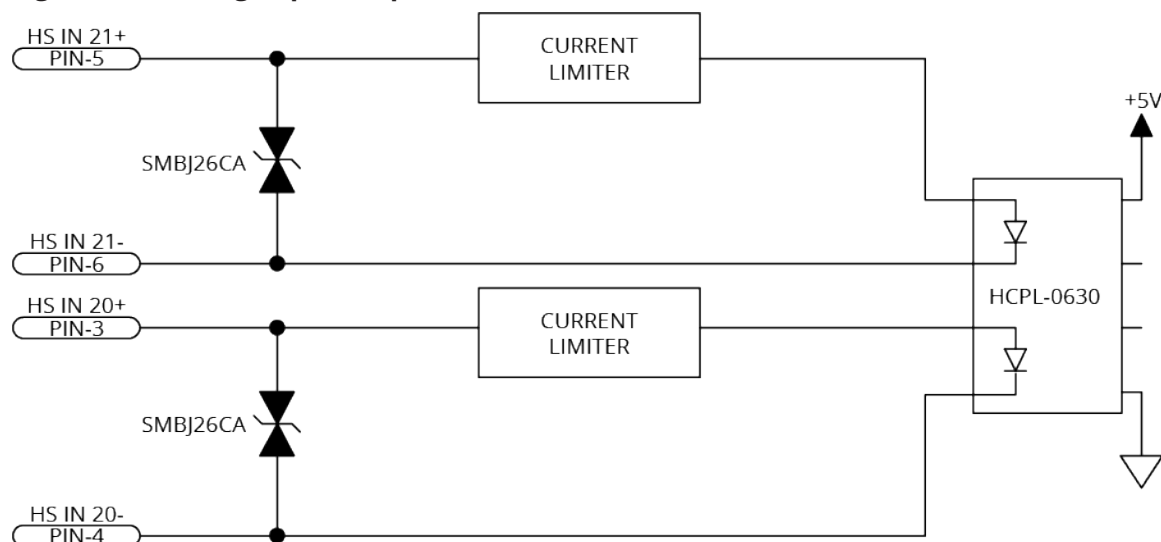 HS IN 21+
PIN-5
CURRENT
LIMITER
+5V
SMBJ26CA
HS IN 21-
PIN-6
HCPL-0630
HS IN 20+
PIN-3
CURRENT
LIMITER
SMBJ26CA
HS IN 20-
PIN-4